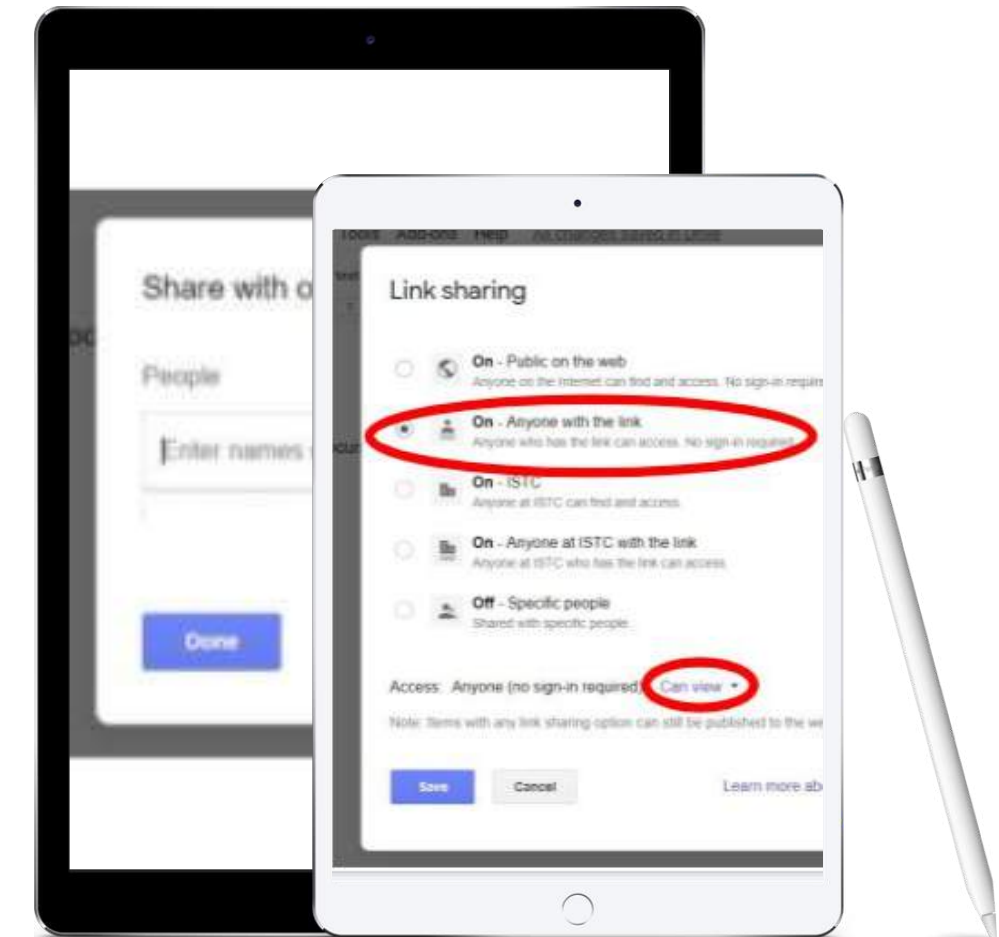 Share with o
People
Enter names
Done
Tools Add-ons Help All changes saved in Drive
Link sharing
On - Public on the web
Anyone on the Internet can find and access. No sign-in require
On - Anyone with the link
Anyone who has the link can access. No sign-in required.
On - ISTC
Anyone at ISTC can find and access.
On - Anyone at ISTC with the link
Anyone at ISTC who has the link can access.
Off - Specific people
Shared with specific people.
Access: Anyone (no sign-in required) Can view
Note: Items with any link sharing option can still be published to the we
Save Cancel Learn more ab